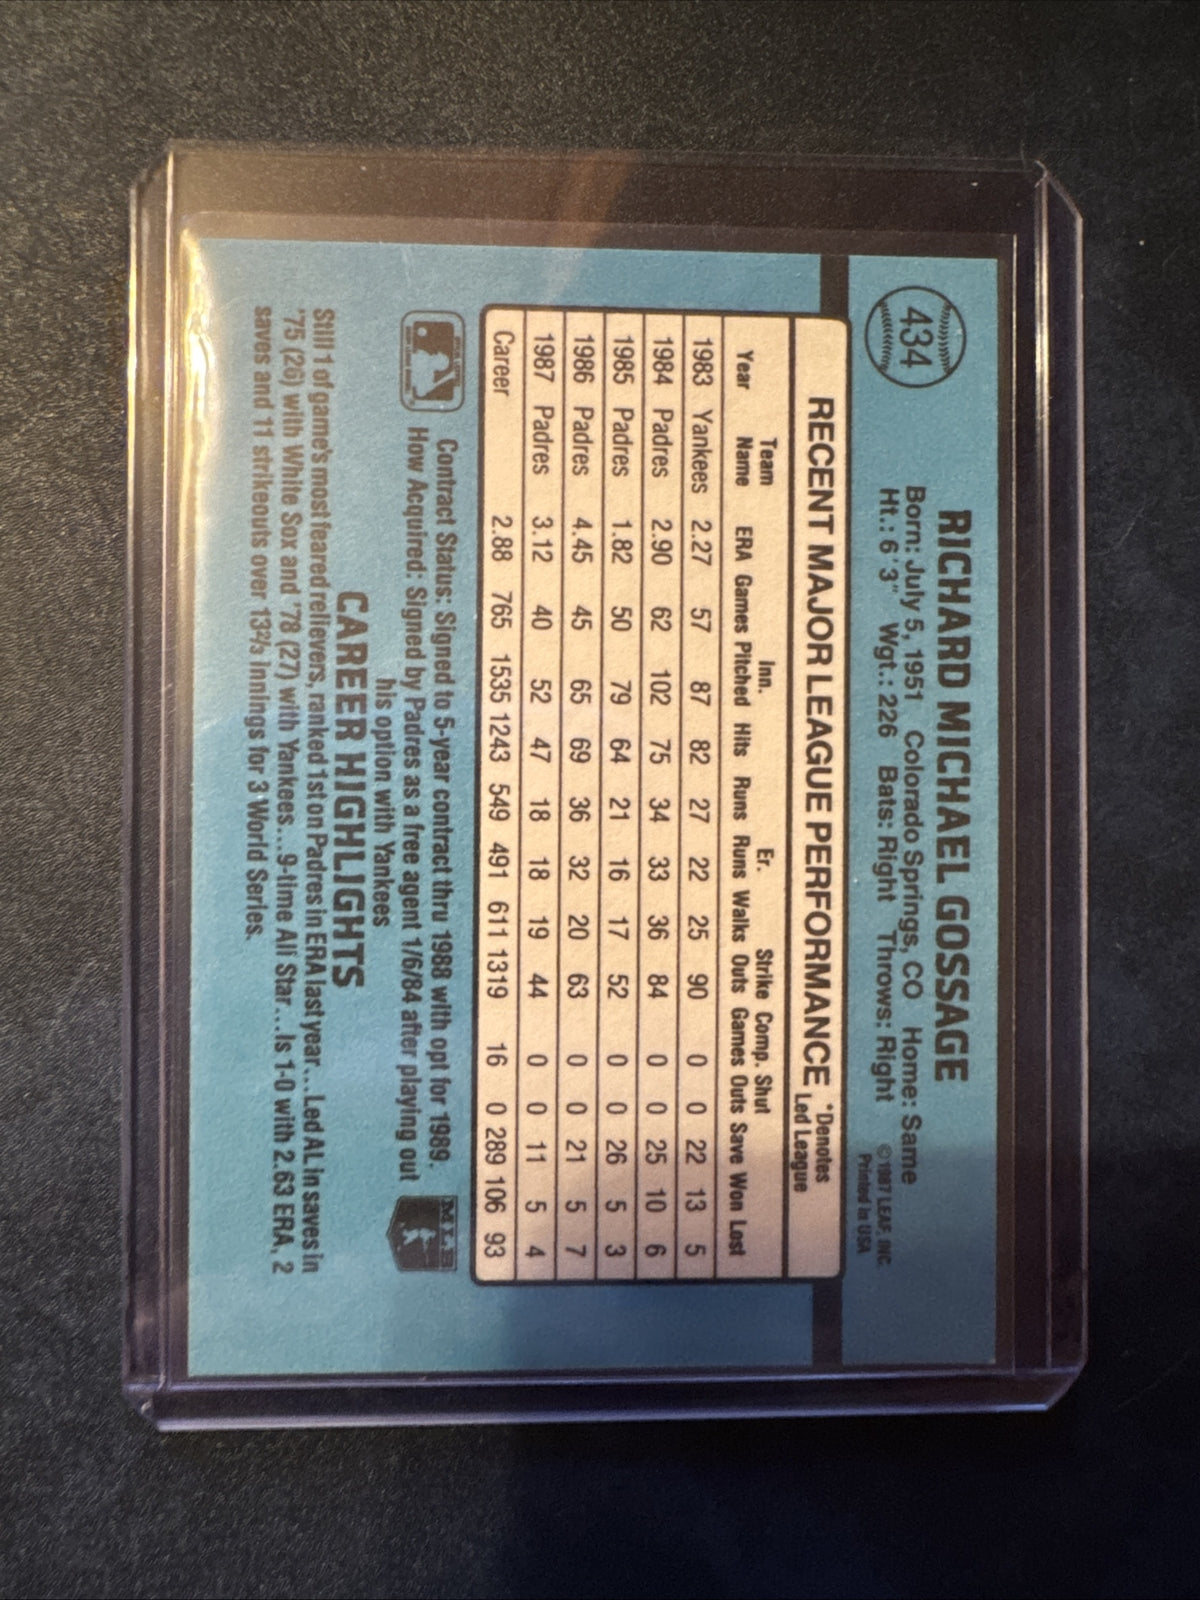 434
RICHARD MICHAEL GOSSAGE
Born: July 5, 1951 Colorado Springs, CO Home: Same
Ht.: 6'3" Wgt.: 226 Bats: Right Throws: Right
©1987 LEAF, INC.
Printed in USA
RECENT MAJOR LEAGUE PERFORMANCE *Denotes Led League
Year Team Name ERA Games Inn. Pitched Hits Runs Er. Runs Walks Strike Outs Comp. Games Shut Outs Save Won Lost
1983 Yankees 2.27 57 87 82 27 22 25 90 0 0 22 13 5
1984 Padres 2.90 62 102 75 34 33 36 84 0 0 25 10 6
1985 Padres 1.82 50 79 64 21 16 17 52 0 0 26 5 3
1986 Padres 4.45 45 65 69 36 32 20 63 0 0 21 5 7
1987 Padres 3.12 40 52 47 18 18 19 44 0 0 11 5 4
Career 2.88 765 1535 1243 549 491 611 1319 16 0 289 106 93
Contract Status: Signed to 5-year contract thru 1988 with opt for 1989.
How Acquired: Signed by Padres as a free agent 1/6/84 after playing out
his option with Yankees
MLB
CAREER HIGHLIGHTS
Still 1 of game's most feared relievers, ranked 1st on Padres in ERA last year...Led AL in saves in
'75 (26) with White Sox and '78 (27) with Yankees...9-time All Star...Is 1-0 with 2.63 ERA, 2
saves and 11 strikeouts over 13⅔ innings for 3 World Series.